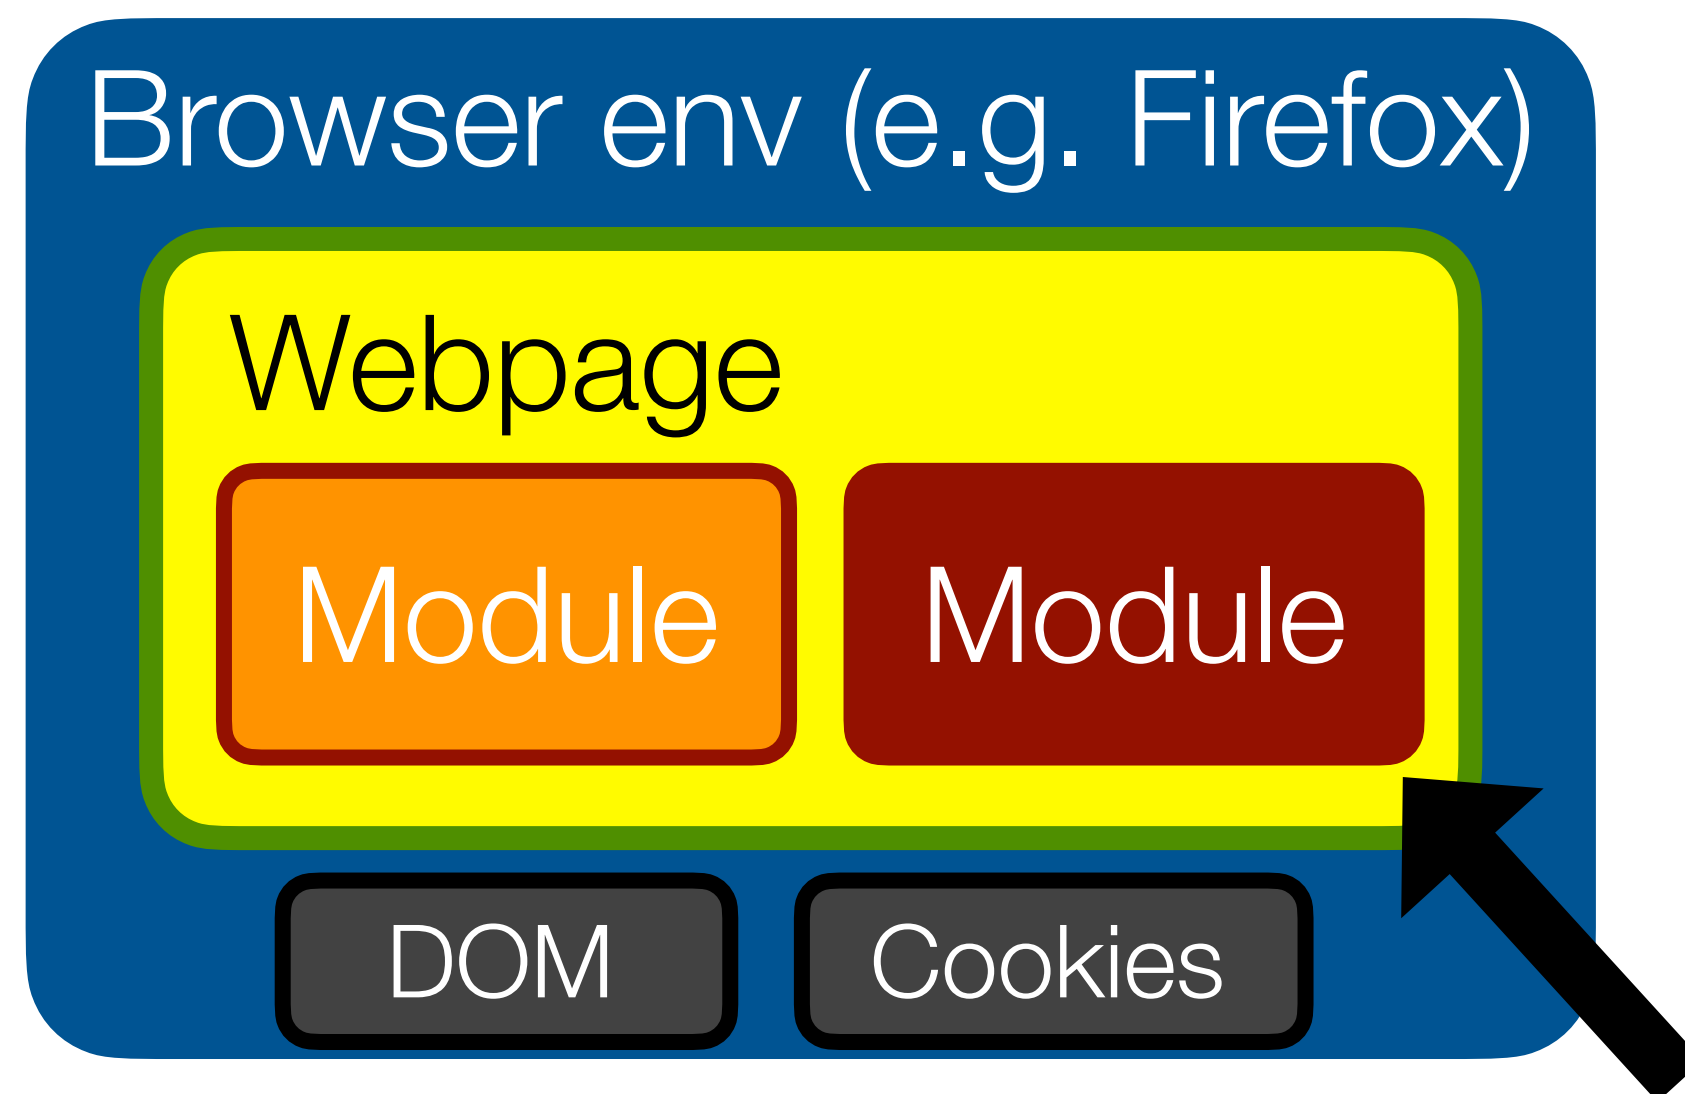 Browser env (e.g. Firefox)
Webpage
Module
Module
DOM
Cookies